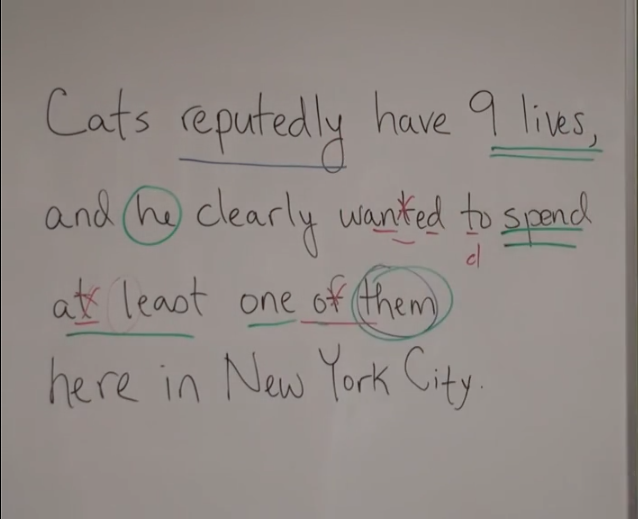 Cats reputedly have 9 lives,
and he clearly wanted to spend
d
at least one of them
here in New York City.